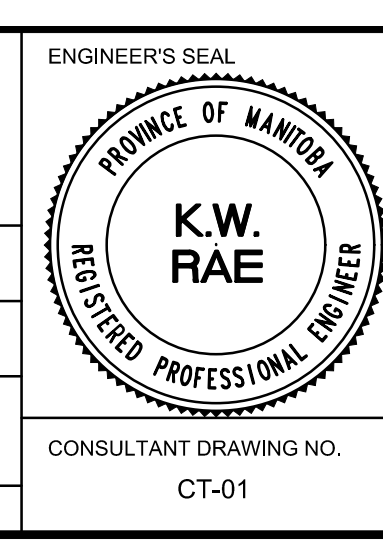 ENGINEER'S SEAL
PROVINCE OF MANITOBA
K.W.
RAE
REGISTERED PROFESSIONAL ENGINEER
CONSULTANT DRAWING NO.
CT-01